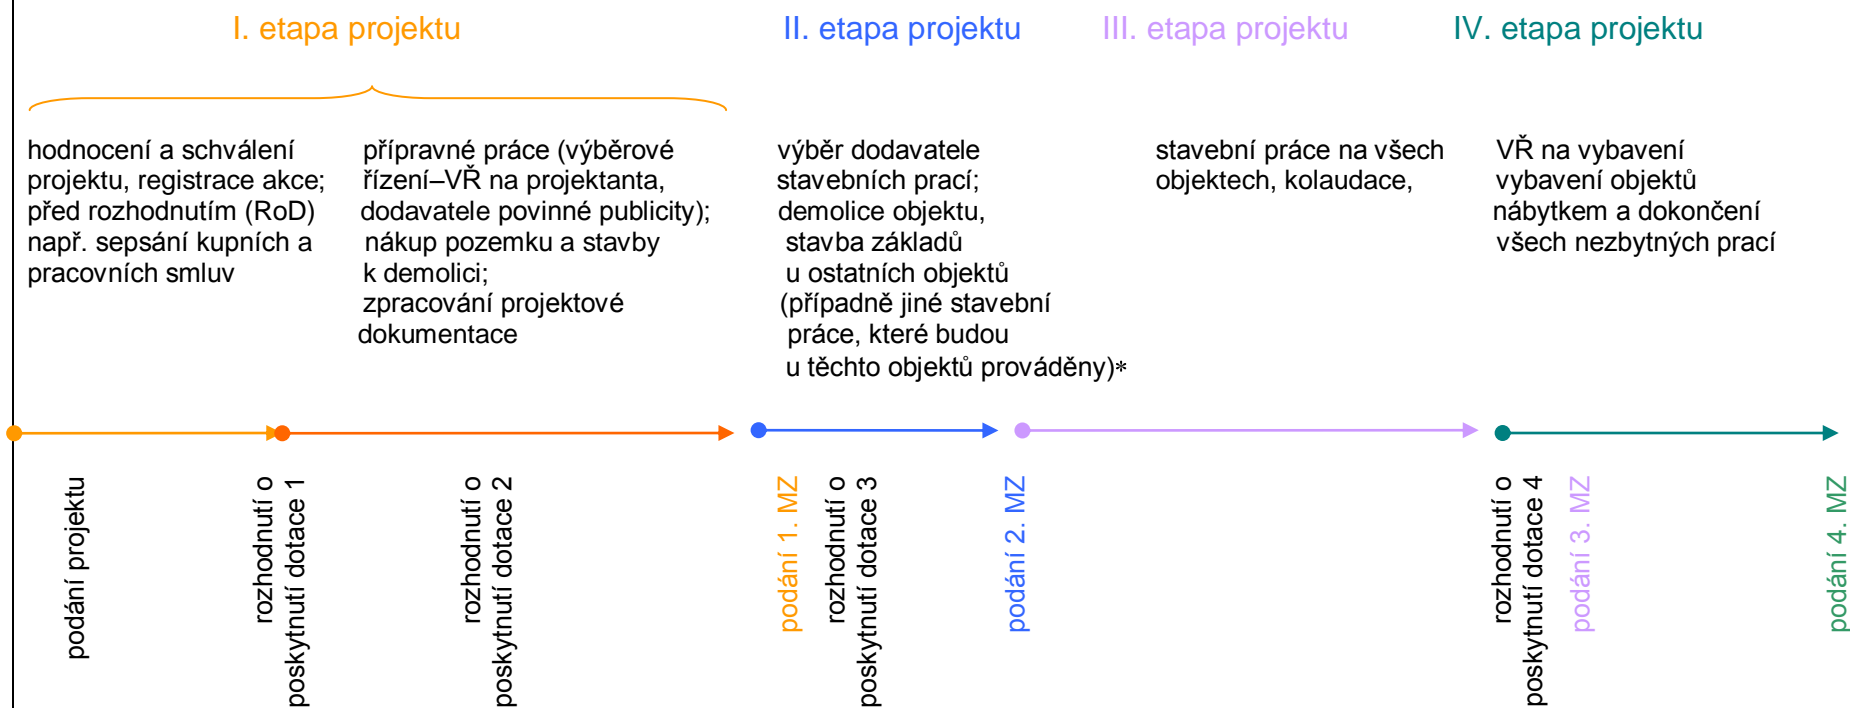 I. etapa projektu
II. etapa projektu
III. etapa projektu
IV. etapa projektu
hodnocení a schválení
projektu, registrace akce;
před rozhodnutím (RoD)
např. sepsání kupních a
pracovních smluv
přípravné práce (výběrové
řízení–VŘ na projektanta,
dodavatele povinné publicity);
nákup pozemku a stavby
k demolici;
zpracování projektové
dokumentace
výběr dodavatele
stavebních prací;
demolice objektu,
stavba základů
u ostatních objektů
(případně jiné stavební
práce, které budou
u těchto objektů prováděny)*
stavební práce na všech
objektech, kolaudace,
VŘ na vybavení
vybavení objektů
nábytkem a dokončení
všech nezbytných prací
podání projektu
rozhodnutí o
poskytnutí dotace 1
rozhodnutí o
poskytnutí dotace 2
podání 1. MZ
rozhodnutí o
poskytnutí dotace 3
podání 2. MZ
rozhodnutí o
poskytnutí dotace 4
podání 3. MZ
podání 4. MZ